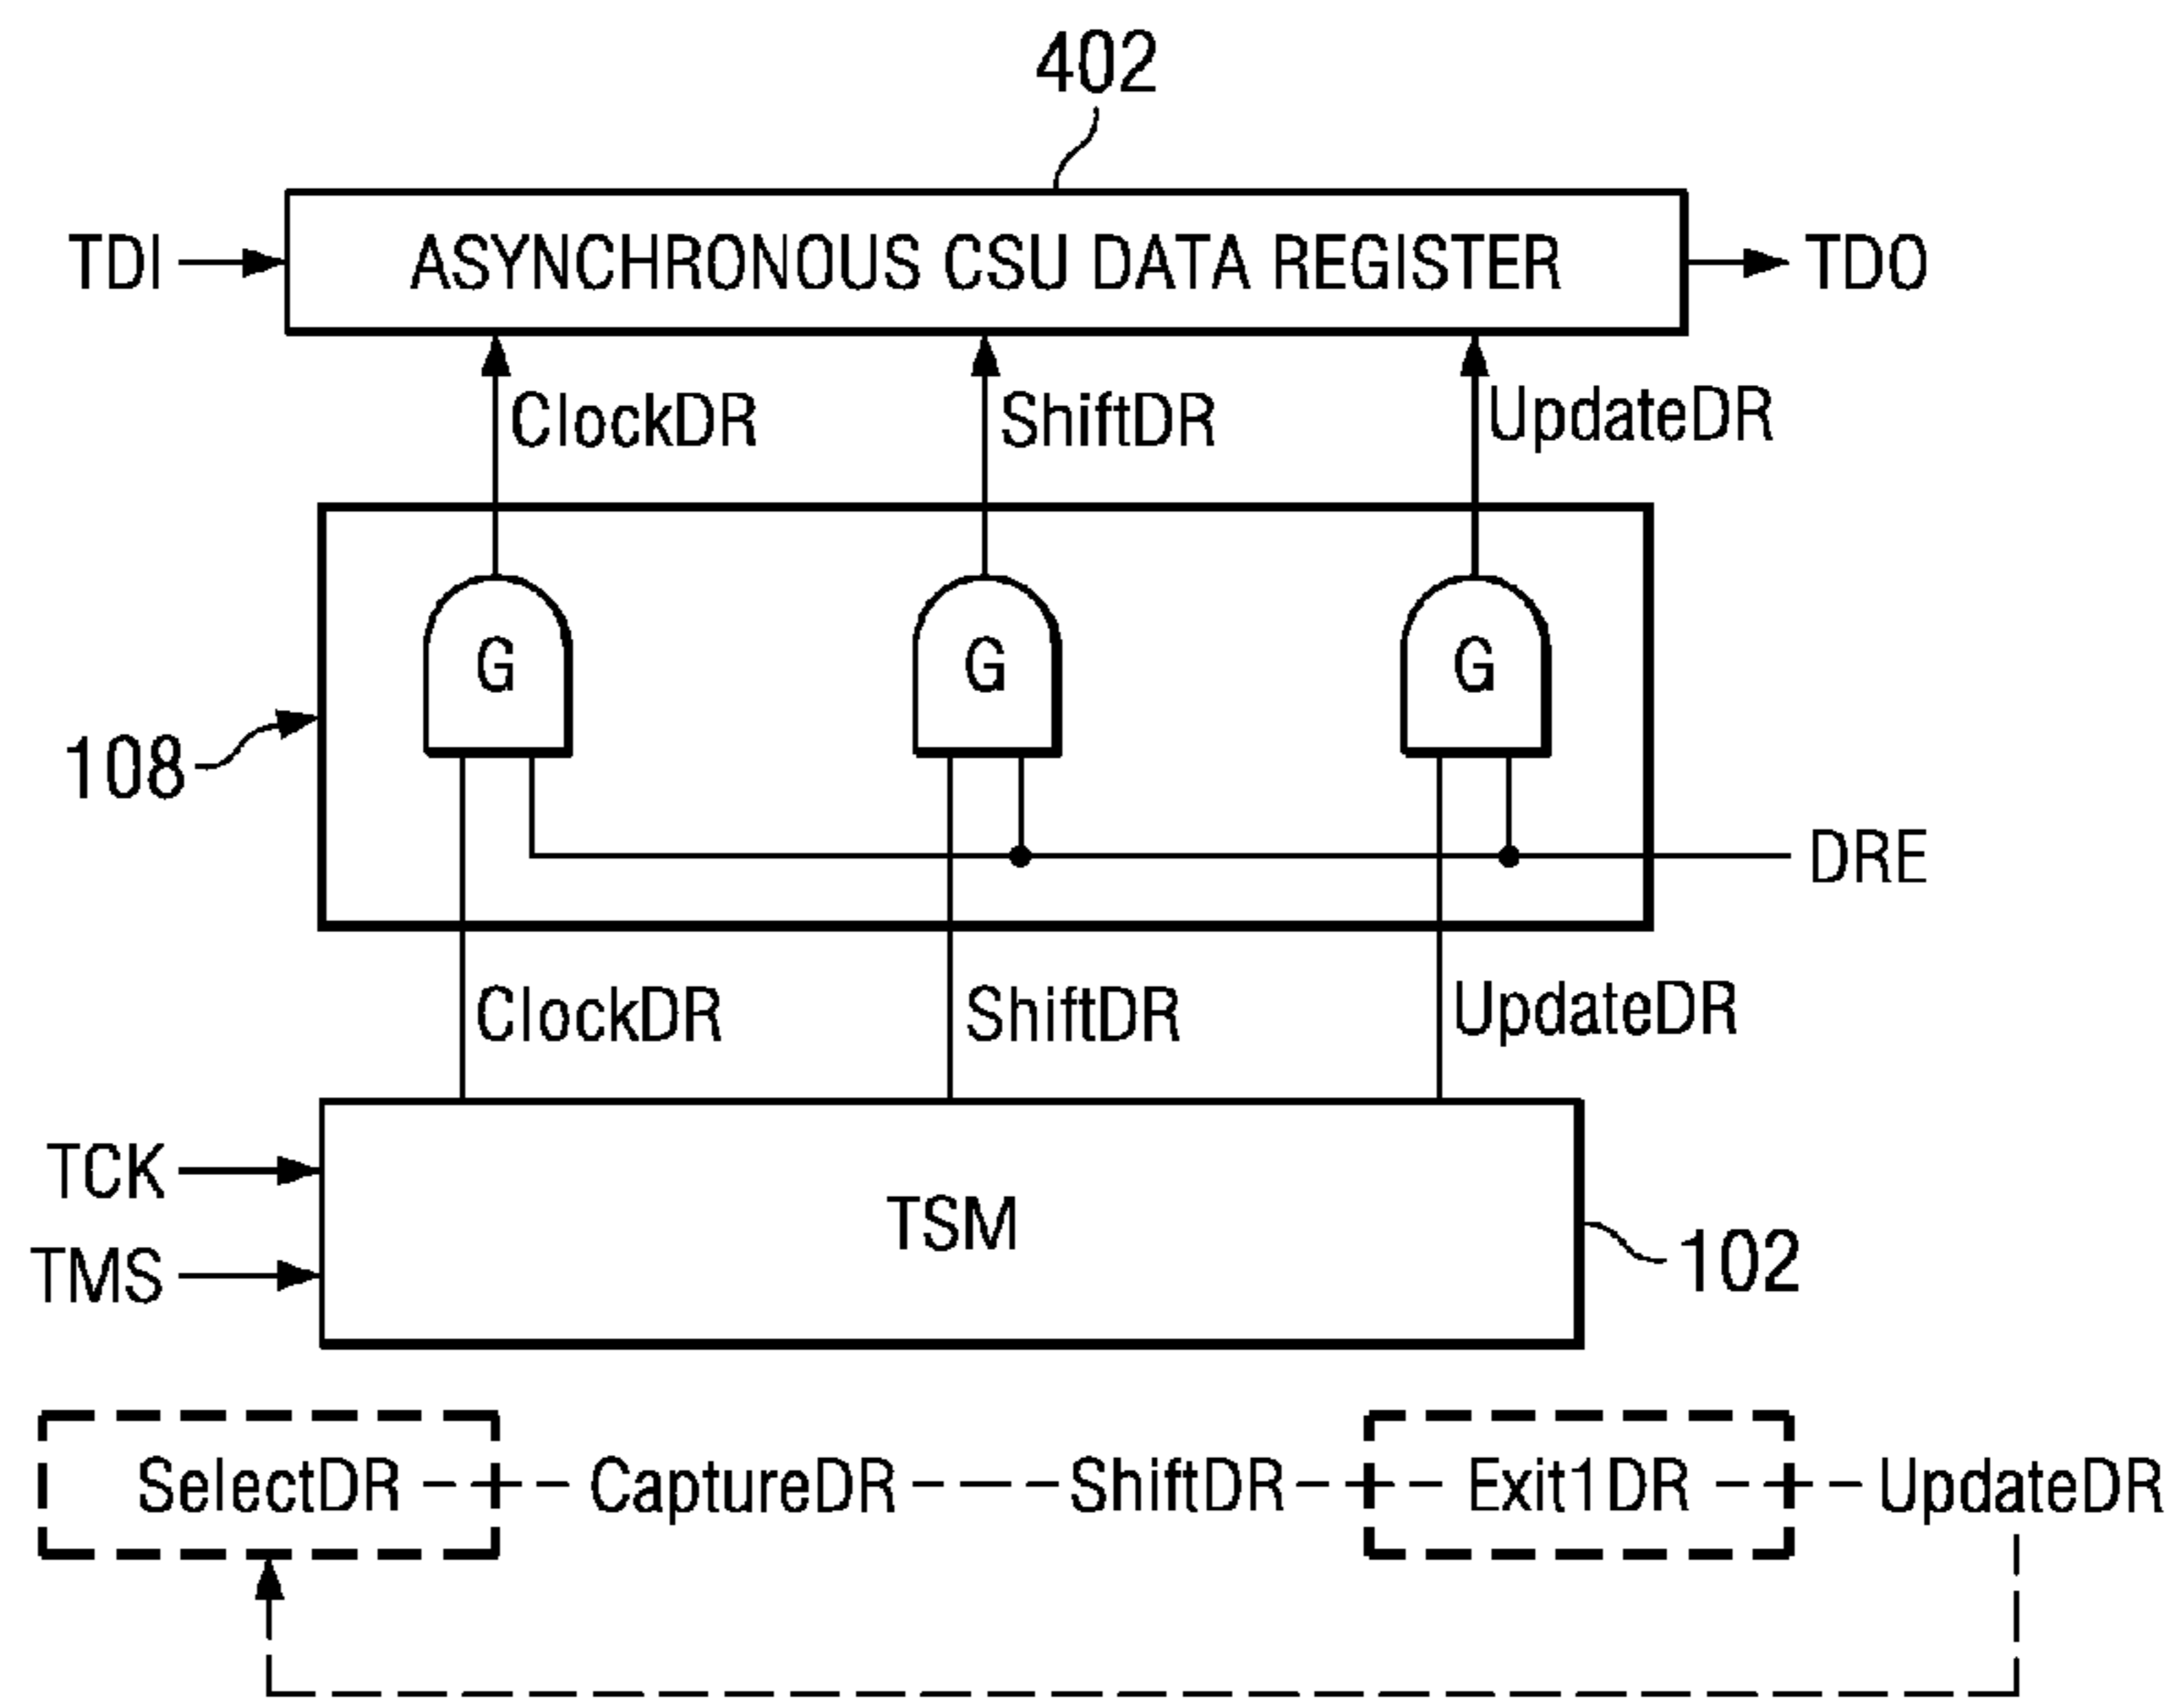 402
TDI
ASYNCHRONOUS CSU DATA REGISTER
TDO
ClockDR
ShiftDR
UpdateDR
G
G
G
108
DRE
ClockDR
ShiftDR
UpdateDR
TCK
TMS
TSM
102
SelectDR
CaptureDR
ShiftDR
Exit1DR
UpdateDR